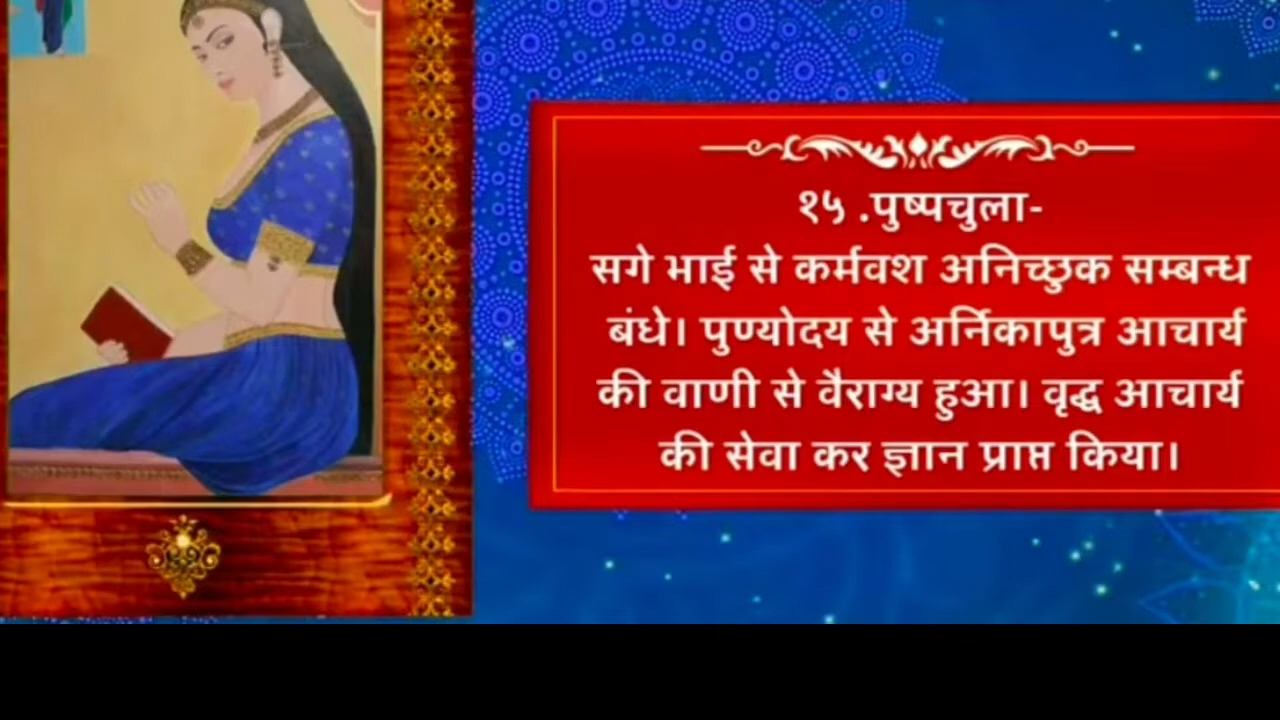 १५ .पुष्पचुला-
सगे भाई से कर्मवश अनिच्छुक सम्बन्ध
बंधे। पुण्योदय से अर्निकापुत्र आचार्य
की वाणी से वैराग्य हुआ। वृद्ध आचार्य
की सेवा कर ज्ञान प्राप्त किया।